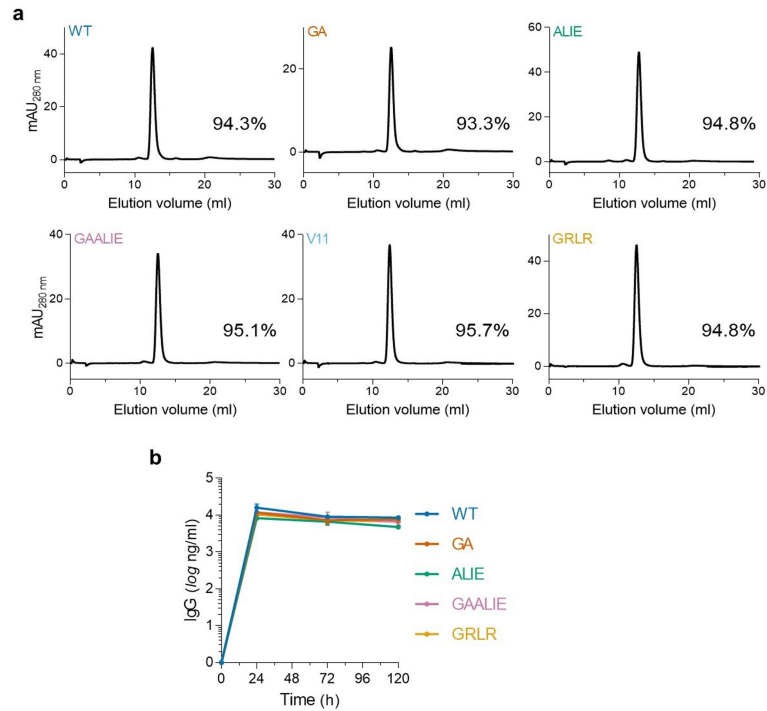 a
WT
GA
ALIE
mAU280 nm
40
20
0
94.3%
0
10
20
30
Elution volume (ml)
20
0
93.3%
0
10
20
30
Elution volume (ml)
60
40
20
0
94.8%
0
10
20
30
Elution volume (ml)
GAALIE
V11
GRLR
mAU280 nm
40
20
0
95.1%
0
10
20
30
Elution volume (ml)
40
20
0
95.7%
0
10
20
30
Elution volume (ml)
40
20
0
94.8%
0
10
20
30
Elution volume (ml)
b
IgG (log ng/ml)
5
4
3
2
1
0
0
24
48
72
96
120
Time (h)
WT
GA
ALIE
GAALIE
GRLR